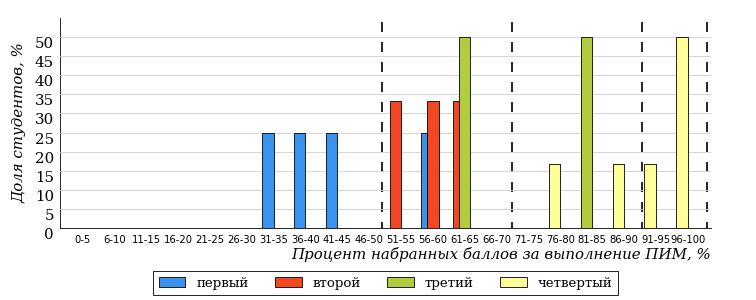 Доля студентов, %
50
45
40
35
30
25
20
15
10
5
0
0-5 6-10 11-15 16-20 21-25 26-30 31-35 36-40 41-45 46-50 51-55 56-60 61-65 66-70 71-75 76-80 81-85 86-90 91-95 96-100
Процент набранных баллов за выполнение ПИМ, %
первый второй третий четвертый